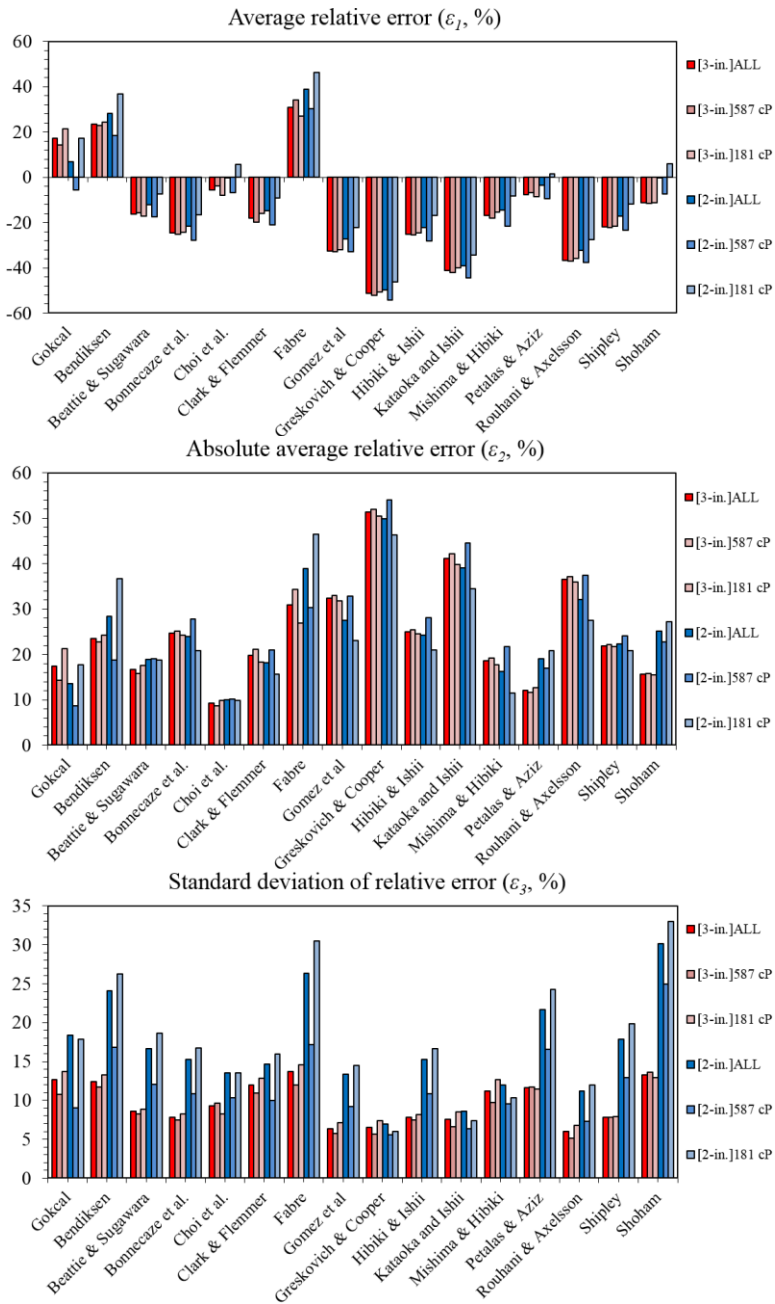 Average relative error (ε1, %)
60
40
20
0
-20
-40
-60
Gokcal
Bendiksen
Beattie & Sugawara
Bonnecaze et al.
Choi et al.
Clark & Flemmer
Fabre
Gomez et al
Greskovich & Cooper
Hibiki & Ishii
Kataoka and Ishii
Mishima & Hibiki
Petalas & Aziz
Rouhani & Axelsson
Shipley
Shoham
[3-in.]ALL
[3-in.]587 cP
[3-in.]181 cP
[2-in.]ALL
[2-in.]587 cP
[2-in.]181 cP
Absolute average relative error (ε2, %)
60
50
40
30
20
10
0
Gokcal
Bendiksen
Beattie & Sugawara
Bonnecaze et al.
Choi et al.
Clark & Flemmer
Fabre
Gomez et al
Greskovich & Cooper
Hibiki & Ishii
Kataoka and Ishii
Mishima & Hibiki
Petalas & Aziz
Rouhani & Axelsson
Shipley
Shoham
[3-in.]ALL
[3-in.]587 cP
[3-in.]181 cP
[2-in.]ALL
[2-in.]587 cP
[2-in.]181 cP
Standard deviation of relative error (ε3, %)
35
30
25
20
15
10
5
0
Gokcal
Bendiksen
Beattie & Sugawara
Bonnecaze et al.
Choi et al.
Clark & Flemmer
Fabre
Gomez et al
Greskovich & Cooper
Hibiki & Ishii
Kataoka and Ishii
Mishima & Hibiki
Petalas & Aziz
Rouhani & Axelsson
Shipley
Shoham
[3-in.]ALL
[3-in.]587 cP
[3-in.]181 cP
[2-in.]ALL
[2-in.]587 cP
[2-in.]181 cP